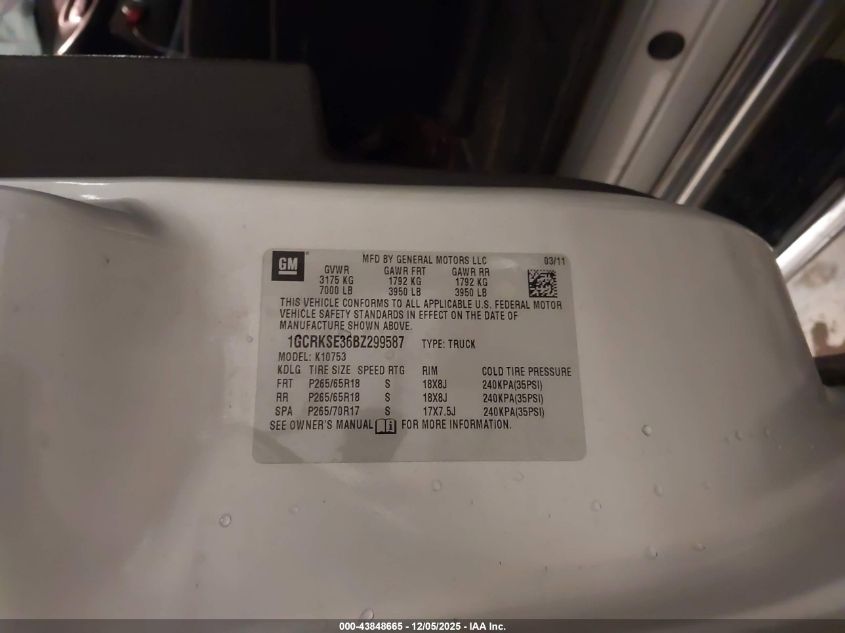 GM
MFD BY GENERAL MOTORS LLC 03/11
GVWR GAWR FRT GAWR RR
3175 KG 1792 KG 1792 KG
7000 LB 3950 LB 3950 LB
THIS VEHICLE CONFORMS TO ALL APPLICABLE U.S. FEDERAL MOTOR
VEHICLE SAFETY STANDARDS IN EFFECT ON THE DATE OF
MANUFACTURE SHOWN ABOVE.
1GCRKSE36BZ299587 TYPE: TRUCK
MODEL: K10753
KDLG TIRE SIZE SPEED RTG RIM COLD TIRE PRESSURE
FRT P265/65R18 S 18X8J 240KPA(35PSI)
RR P265/65R18 S 18X8J 240KPA(35PSI)
SPA P265/70R17 S 17X7.5J 240KPA(35PSI)
SEE OWNER'S MANUAL FOR MORE INFORMATION.
000-43848665 - 12/05/2025 - IAA Inc.